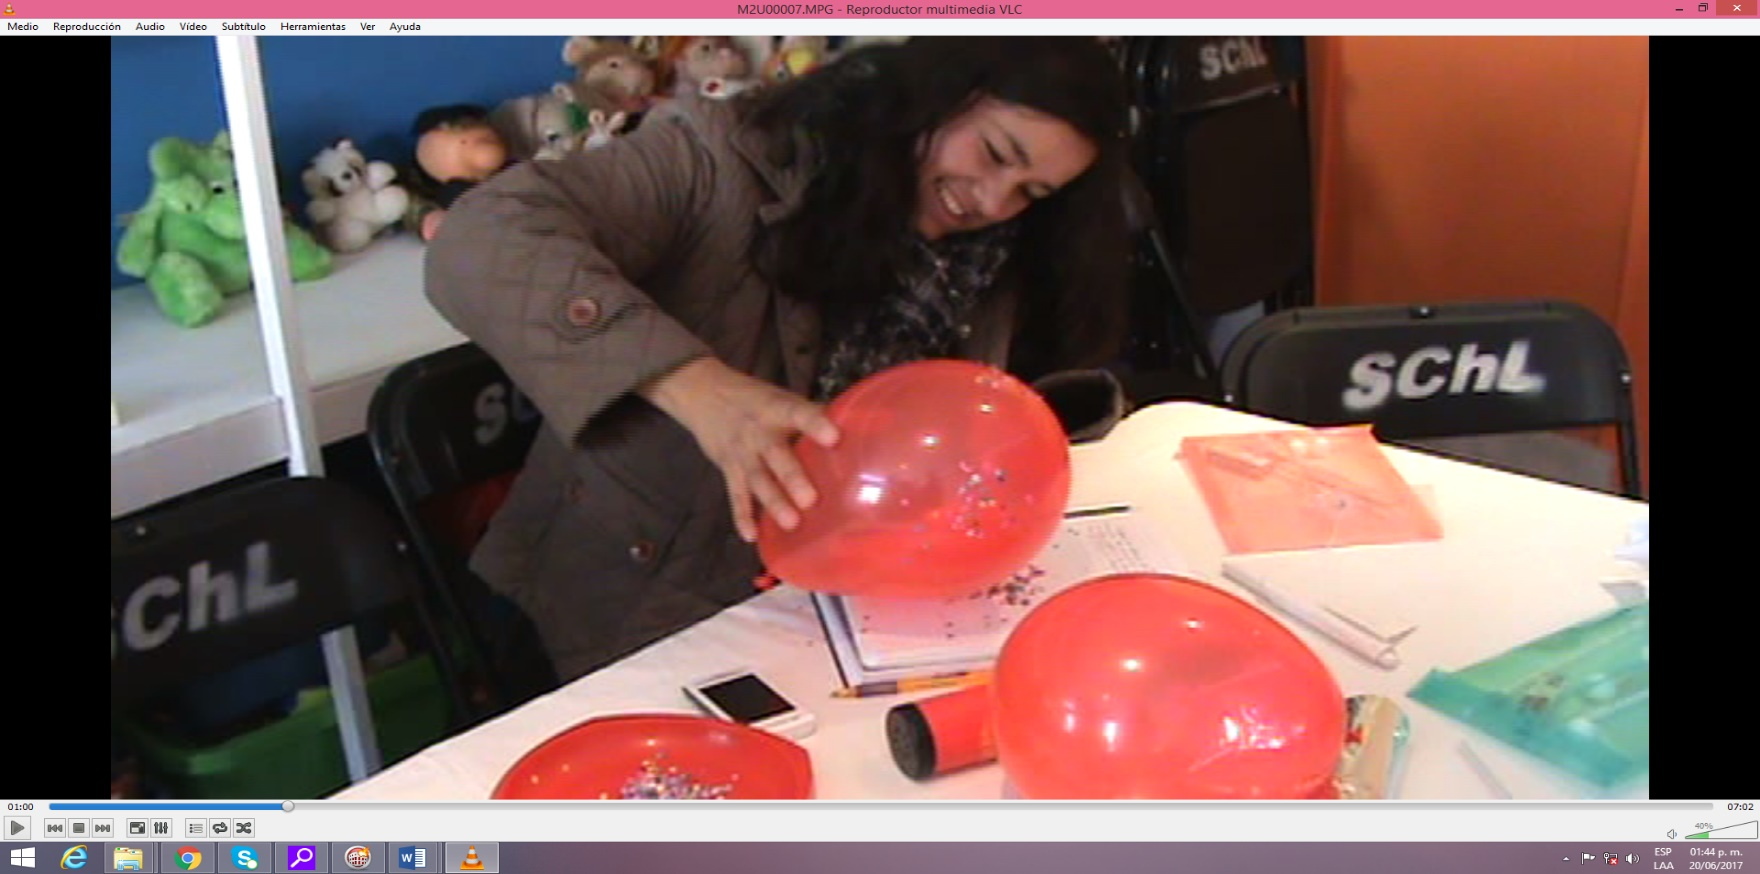 M2U00007.MPG - Reproductor multimedia VLC
Medio Reproducción Audio Vídeo Subtítulo Herramientas Ver Ayuda
SChL
SChL
SChL
01:00
07:02
40%
ESP
LAA
01:44 p. m.
20/06/2017